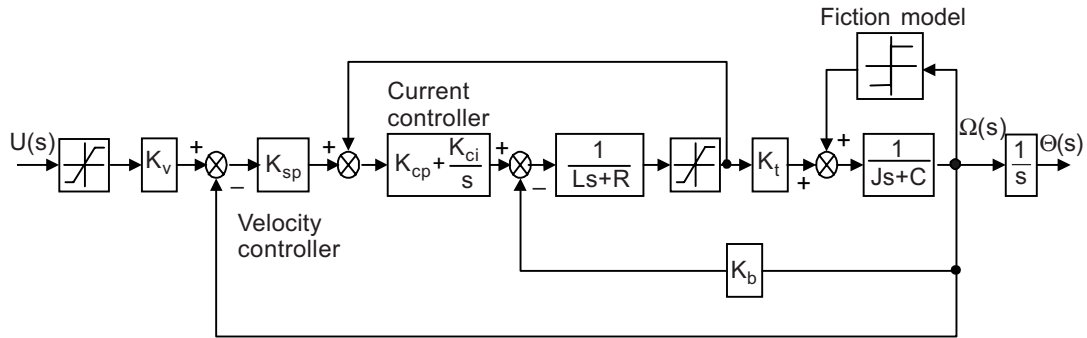 Fiction model
Current
controller
U(s)
K_v
+
−
K_sp
+
K_cp + K_ci/s
+
−
1/(Ls+R)
K_t
+
+
1/(Js+C)
Ω(s)
1/s
Θ(s)
Velocity
controller
K_b